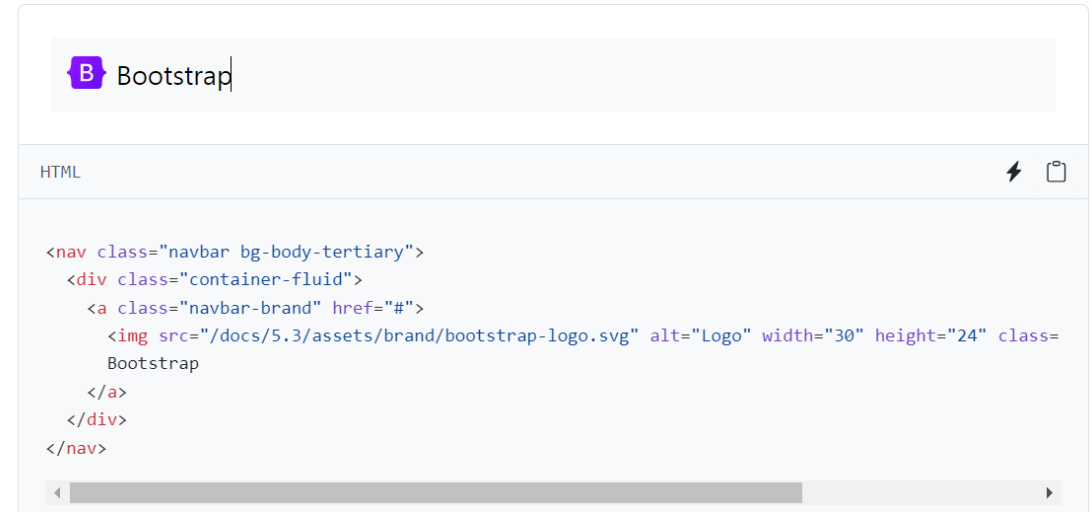 B Bootstrap
HTML
<nav class="navbar bg-body-tertiary">
  <div class="container-fluid">
    <a class="navbar-brand" href="#">
      <img src="/docs/5.3/assets/brand/bootstrap-logo.svg" alt="Logo" width="30" height="24" class=
      Bootstrap
    </a>
  </div>
</nav>